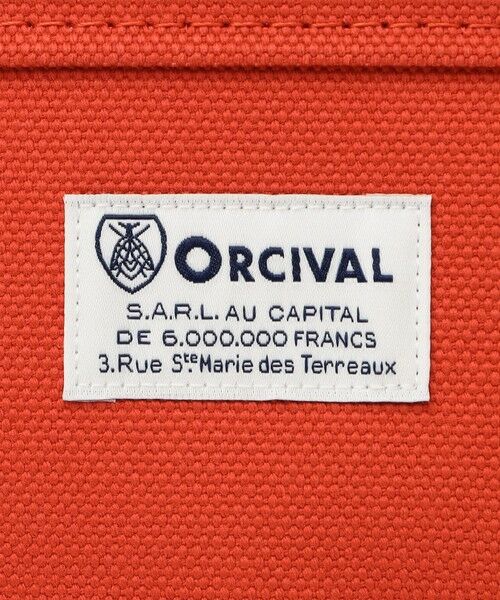 ORCIVAL
S.A.R.L. AU CAPITAL
DE 6.000.000 FRANCS
3.Rue Ste.Marie des Terreaux